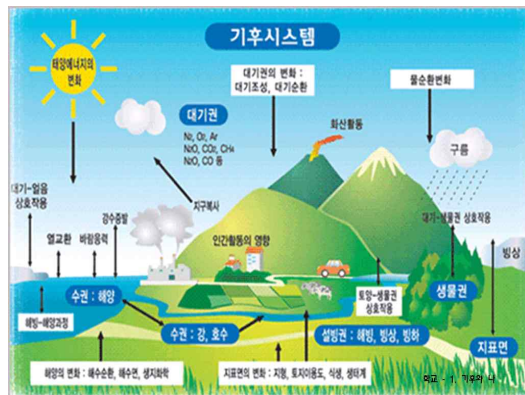 기후시스템
태양에너지의
변화
대기권의 변화 :
대기조성, 대기순환
물순환변화
대기권
N₂, O₂, Ar
N₂O, CO₂, CH₄
N₂O, CO 등
화산활동
구름
대기-얼음
상호작용
지구복사
강수증발
열교환
바람응력
인간활동의 영향
대기-생물권 상호작용
빙상
수권 : 해양
토양-생물권
상호작용
생물권
해빙-해양과정
수권 : 강, 호수
설빙권 : 해빙, 빙상, 빙하
지표면
해양의 변화 : 해수순환, 해수면, 생지화학
지표면의 변화 : 지형, 토지이용도, 식생, 생태계
학교 - 1. 기후와 나